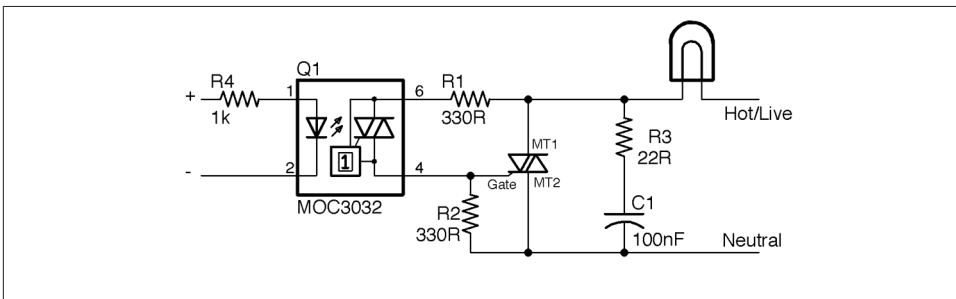 Q1
R4
R1
+
1
6
1k
330R
Hot/Live
R3
22R
MT1
1
-
2
4
Gate
MT2
MOC3032
R2
330R
C1
100nF
Neutral